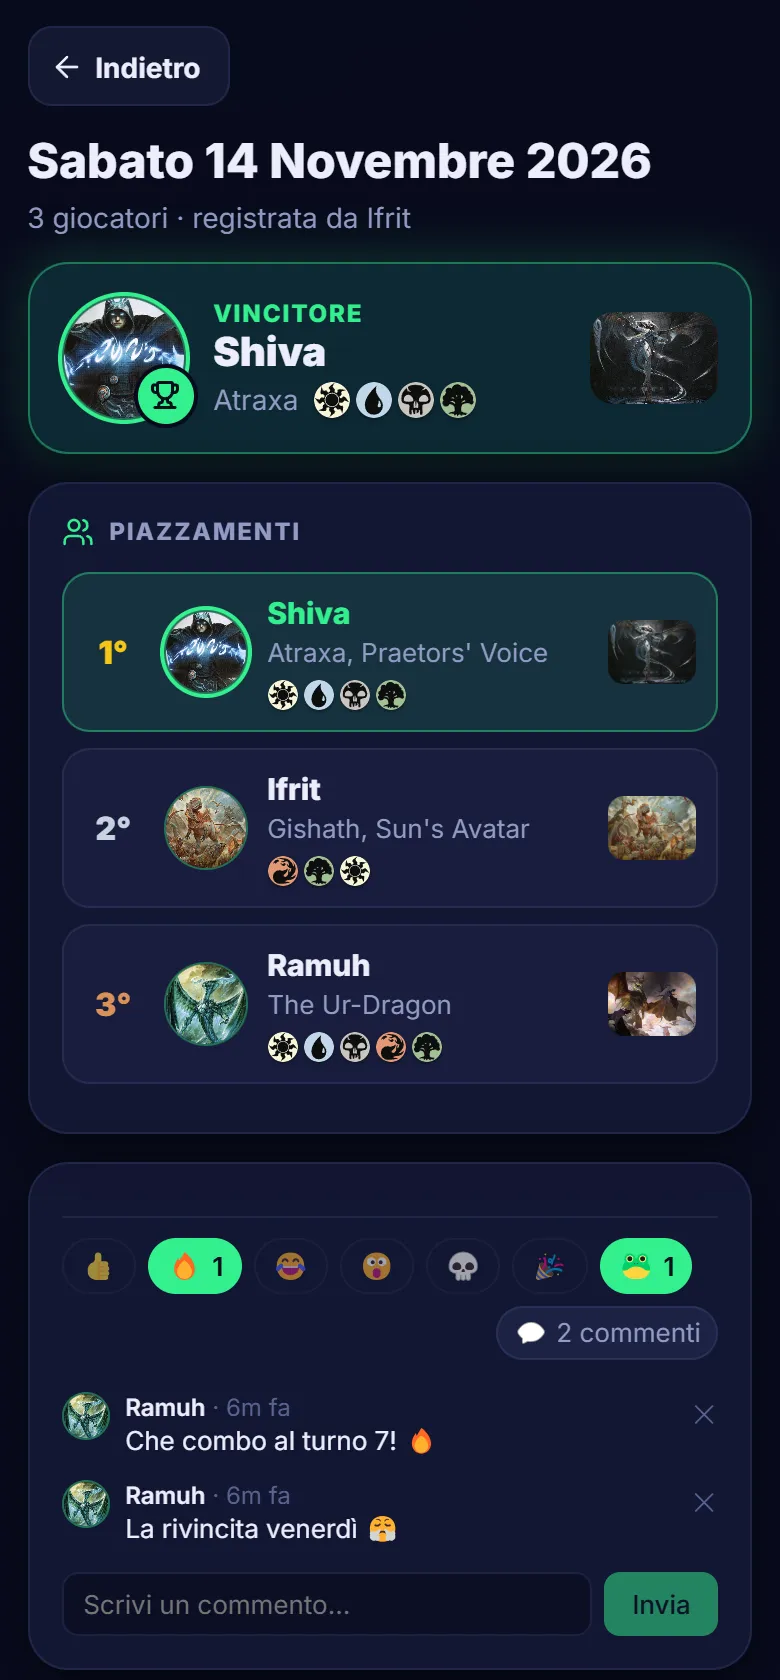 Indietro
Sabato 14 Novembre 2026
3 giocatori · registrata da Ifrit
VINCITORE
Shiva
Atraxa
PIAZZAMENTI
1°
Shiva
Atraxa, Praetors' Voice
2°
Ifrit
Gishath, Sun's Avatar
3°
Ramuh
The Ur-Dragon
1
1
2 commenti
Ramuh · 6m fa
Che combo al turno 7! 🔥
Ramuh · 6m fa
La rivincita venerdì 😤
Scrivi un commento...
Invia